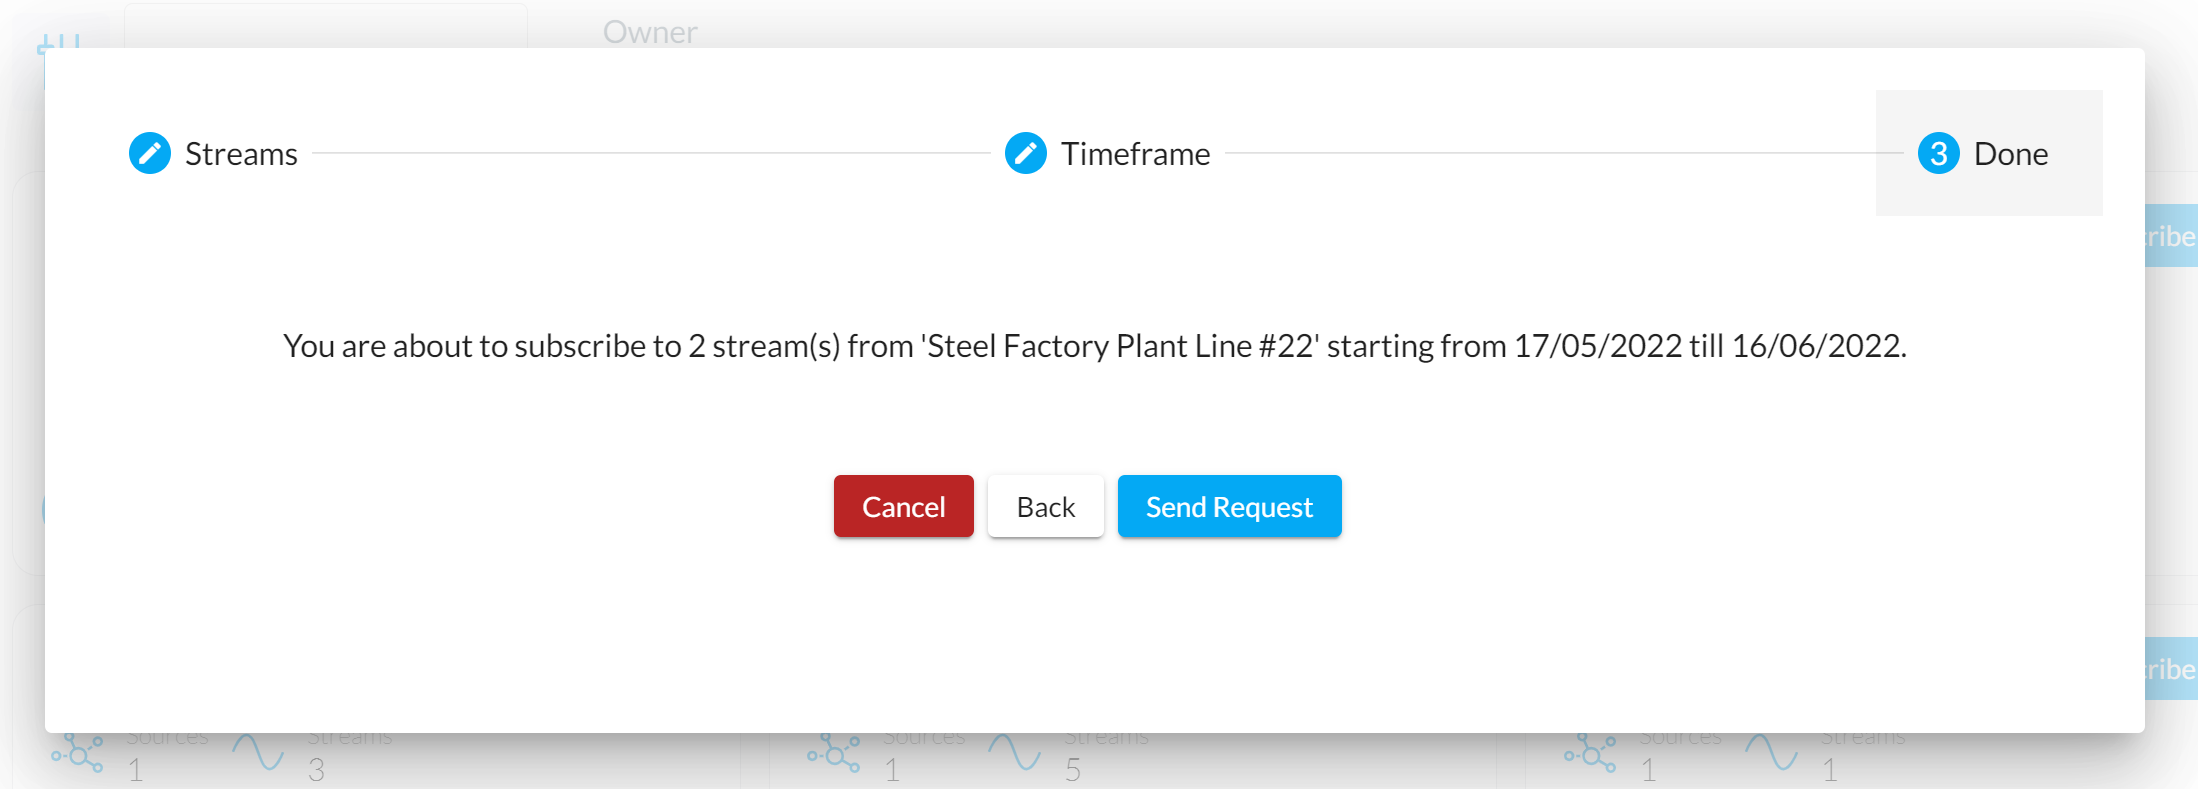 Owner
Streams
Timeframe
3 Done
cribe
You are about to subscribe to 2 stream(s) from 'Steel Factory Plant Line #22' starting from 17/05/2022 till 16/06/2022.
Cancel Back Send Request
cribe
Sources Streams Sources Streams Sources Streams
1 3 1 5 1 1